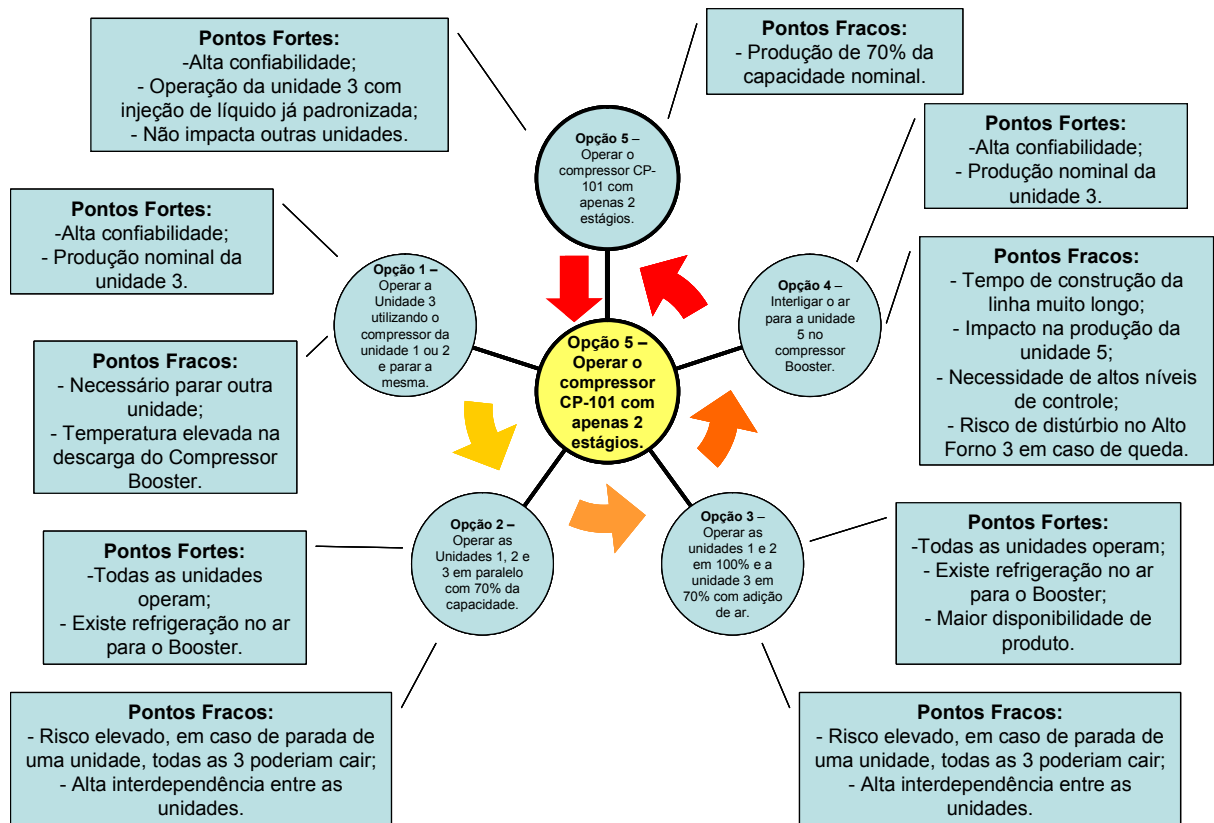 Pontos Fortes:
-Alta confiabilidade;
- Operação da unidade 3 com
injeção de líquido já padronizada;
- Não impacta outras unidades.
Pontos Fracos:
- Produção de 70% da
capacidade nominal.
Opção 5 –
Operar o
compressor CP-
101 com
apenas 2
estágios.
Pontos Fortes:
-Alta confiabilidade;
- Produção nominal da
unidade 3.
Pontos Fortes:
-Alta confiabilidade;
- Produção nominal da
unidade 3.
Opção 1 –
Operar a
Unidade 3
utilizando o
compressor da
unidade 1 ou 2
e parar a
mesma.
Opção 4 –
Interligar o ar
para a unidade
5 no
compressor
Booster.
Pontos Fracos:
- Tempo de construção da
linha muito longo;
- Impacto na produção da
unidade 5;
- Necessidade de altos níveis
de controle;
- Risco de distúrbio no Alto
Forno 3 em caso de queda.
Opção 5 –
Operar o
compressor
CP-101 com
apenas 2
estágios.
Pontos Fracos:
- Necessário parar outra
unidade;
- Temperatura elevada na
descarga do Compressor
Booster.
Opção 2 –
Operar as
Unidades 1, 2 e
3 em paralelo
com 70% da
capacidade.
Opção 3 –
Operar as
unidades 1 e 2
em 100% e a
unidade 3 em
70% com adição
de ar.
Pontos Fortes:
-Todas as unidades
operam;
- Existe refrigeração no ar
para o Booster.
Pontos Fortes:
-Todas as unidades operam;
- Existe refrigeração no ar
para o Booster;
- Maior disponibilidade de
produto.
Pontos Fracos:
- Risco elevado, em caso de parada de
uma unidade, todas as 3 poderiam cair;
- Alta interdependência entre as
unidades.
Pontos Fracos:
- Risco elevado, em caso de parada de
uma unidade, todas as 3 poderiam cair;
- Alta interdependência entre as
unidades.